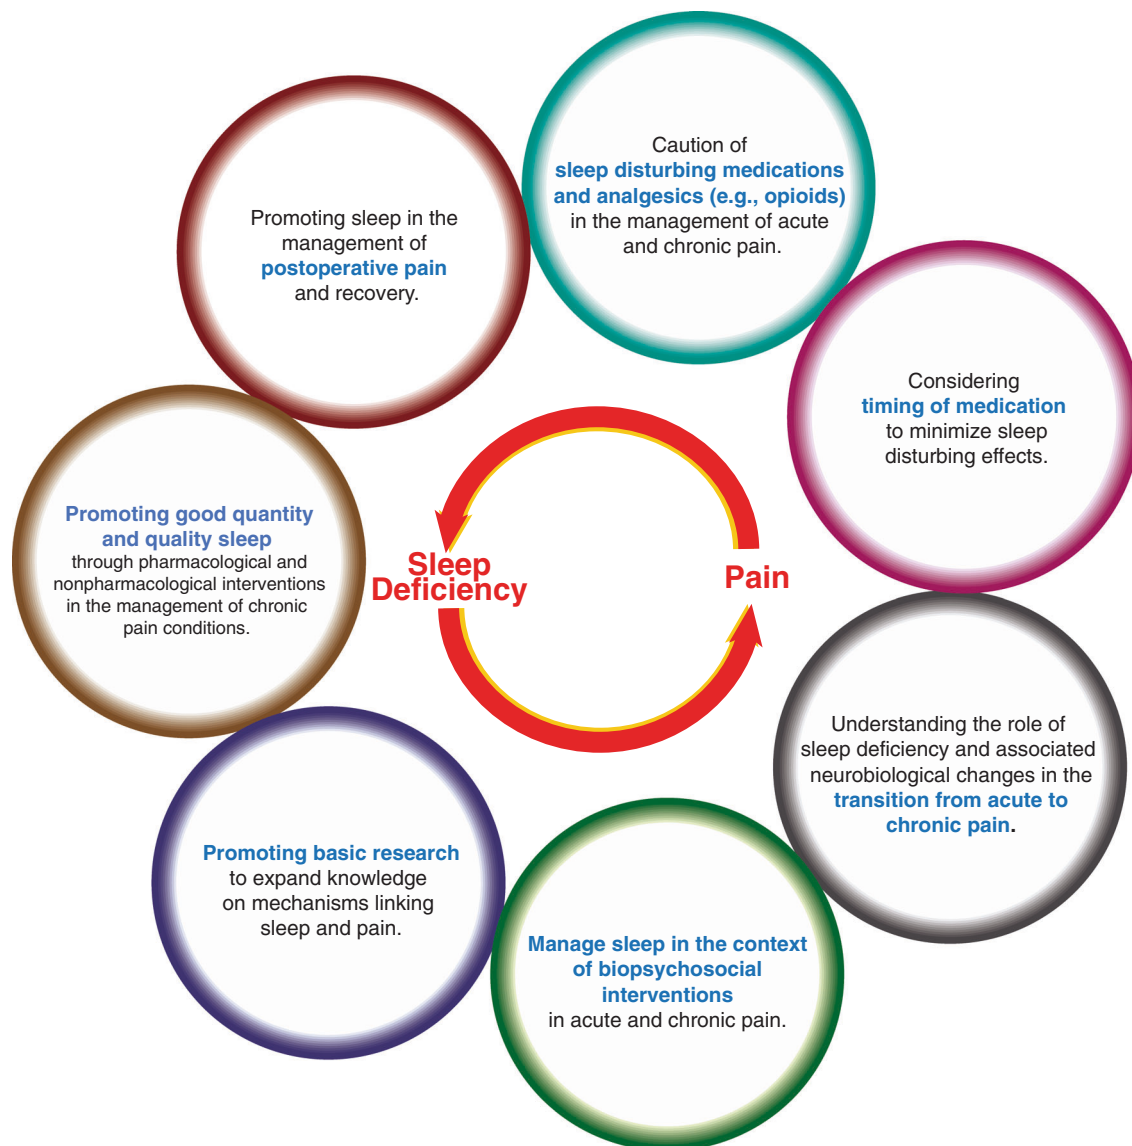 Caution of
sleep disturbing medications
and analgesics (e.g., opioids)
in the management of acute
and chronic pain.
Promoting sleep in the
management of
postoperative pain
and recovery.
Considering
timing of medication
to minimize sleep
disturbing effects.
Promoting good quantity
and quality sleep
through pharmacological and
nonpharmacological interventions
in the management of chronic
pain conditions.
Sleep
Deficiency
Pain
Understanding the role of
sleep deficiency and associated
neurobiological changes in the
transition from acute to
chronic pain.
Promoting basic research
to expand knowledge
on mechanisms linking
sleep and pain.
Manage sleep in the context
of biopsychosocial
interventions
in acute and chronic pain.